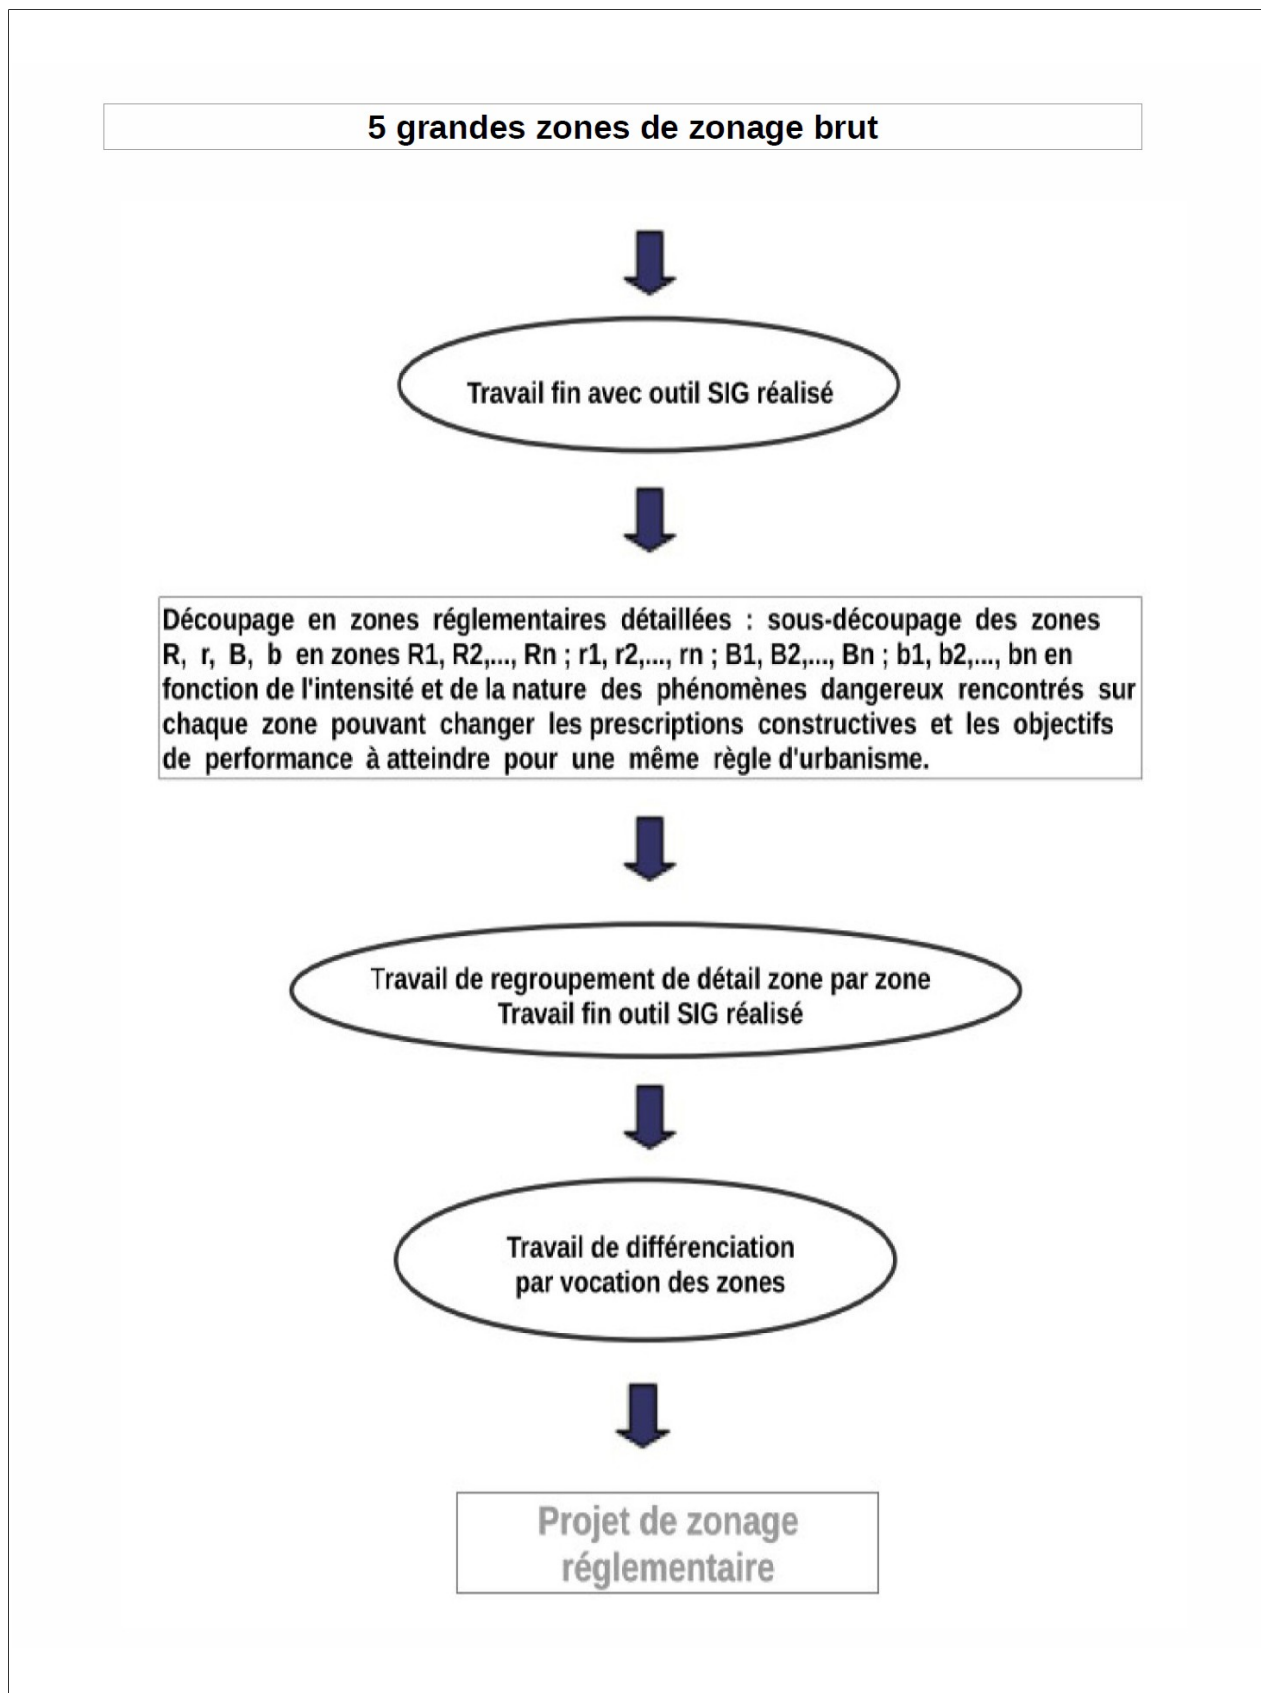 5 grandes zones de zonage brut
Travail fin avec outil SIG réalisé
Découpage en zones réglementaires détaillées : sous-découpage des zones
R, r, B, b en zones R1, R2,..., Rn ; r1, r2,..., rn ; B1, B2,..., Bn ; b1, b2,..., bn en
fonction de l'intensité et de la nature des phénomènes dangereux rencontrés sur
chaque zone pouvant changer les prescriptions constructives et les objectifs
de performance à atteindre pour une même règle d'urbanisme.
Travail de regroupement de détail zone par zone
Travail fin outil SIG réalisé
Travail de différenciation
par vocation des zones
Projet de zonage
réglementaire